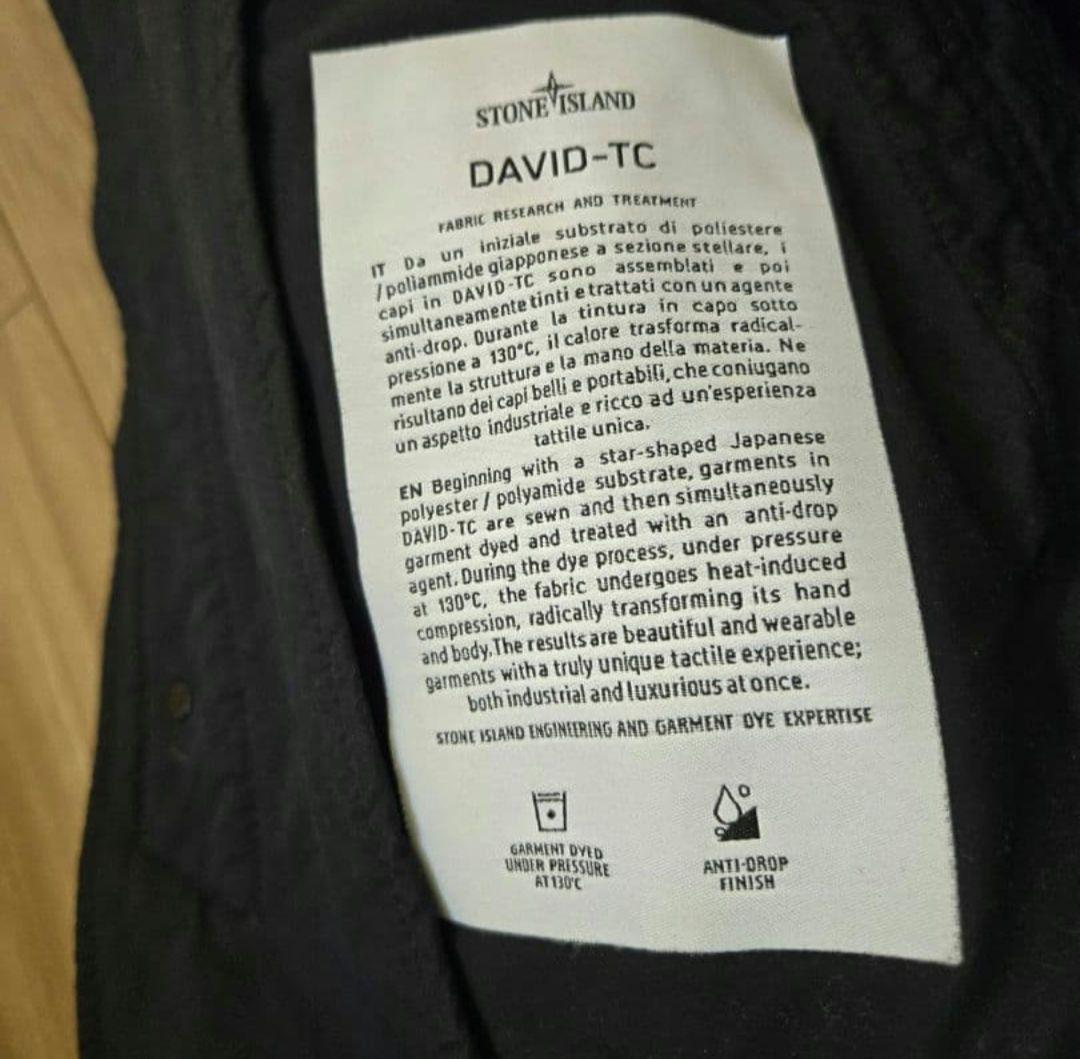 STONE ISLAND
DAVID-TC
FABRIC RESEARCH AND TREATMENT
IT Da un iniziale substrato di poliestere
/poliammide giapponese a sezione stellare, i
capi in DAVID-TC sono assemblati e poi
simultaneamente tinti e trattati con un agente
anti-drop. Durante la tintura in capo sotto
pressione a 130°C, il calore trasforma radical-
mente la struttura e la mano della materia. Ne
risultano dei capi belli e portabili, che coniugano
un aspetto industriale e ricco ad un'esperienza
tattile unica.
EN Beginning with a star-shaped Japanese
polyester / polyamide substrate, garments in
DAVID-TC are sewn and then simultaneously
garment dyed and treated with an anti-drop
agent. During the dye process, under pressure
at 130°C, the fabric undergoes heat-induced
compression, radically transforming its hand
and body. The results are beautiful and wearable
garments with a truly unique tactile experience;
both industrial and luxurious at once.
STONE ISLAND ENGINEERING AND GARMENT DYE EXPERTISE
GARMENT DYED
UNDER PRESSURE
AT 130°C
ANTI-DROP
FINISH